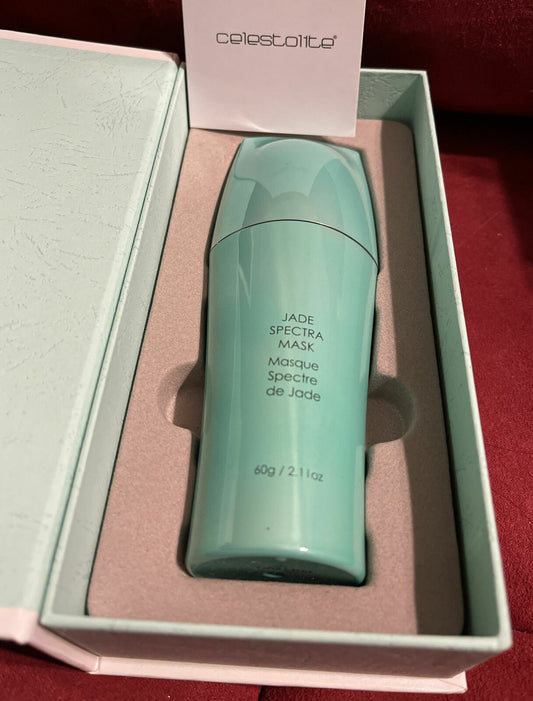 celestolite®
JADE
SPECTRA
MASK
Masque
Spectre
de Jade
60g / 2.11oz